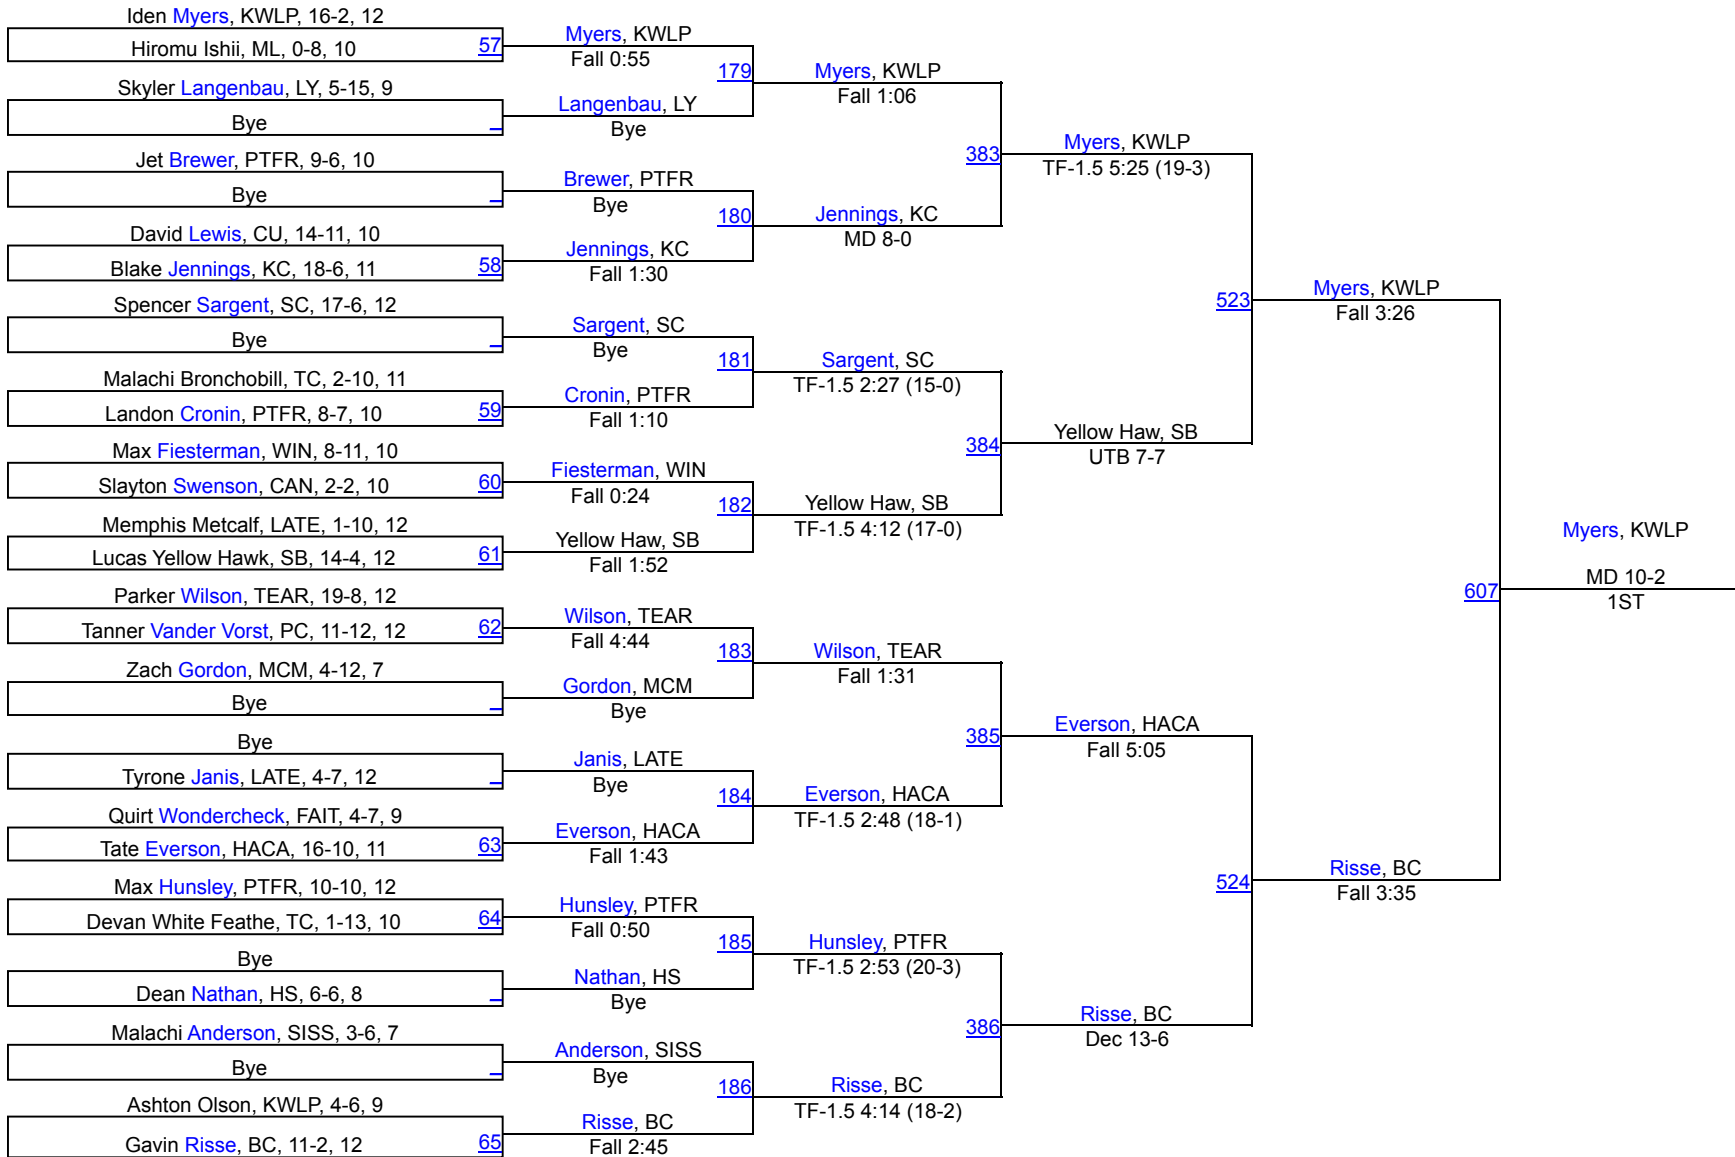 Iden Myers, KWLP, 16-2, 12
Hiromu Ishii, ML, 0-8, 10
57
Skyler Langenbau, LY, 5-15, 9
Bye
Jet Brewer, PTFR, 9-6, 10
Bye
David Lewis, CU, 14-11, 10
Blake Jennings, KC, 18-6, 11
58
Spencer Sargent, SC, 17-6, 12
Bye
Malachi Bronchobill, TC, 2-10, 11
Landon Cronin, PTFR, 8-7, 10
59
Max Fiesterman, WIN, 8-11, 10
Slayton Swenson, CAN, 2-2, 10
60
Memphis Metcalf, LATE, 1-10, 12
Lucas Yellow Hawk, SB, 14-4, 12
61
Parker Wilson, TEAR, 19-8, 12
Tanner Vander Vorst, PC, 11-12, 12
62
Zach Gordon, MCM, 4-12, 7
Bye
Bye
Tyrone Janis, LATE, 4-7, 12
Quirt Wondercheck, FAIT, 4-7, 9
Tate Everson, HACA, 16-10, 11
63
Max Hunsley, PTFR, 10-10, 12
Devan White Feathe, TC, 1-13, 10
64
Bye
Dean Nathan, HS, 6-6, 8
Malachi Anderson, SISS, 3-6, 7
Bye
Ashton Olson, KWLP, 4-6, 9
Gavin Risse, BC, 11-2, 12
65
Myers, KWLP
Fall 0:55
179
Langenbau, LY
Bye
Brewer, PTFR
Bye
180
Jennings, KC
Fall 1:30
Sargent, SC
Bye
181
Cronin, PTFR
Fall 1:10
Fiesterman, WIN
Fall 0:24
182
Yellow Haw, SB
Fall 1:52
Wilson, TEAR
Fall 4:44
183
Gordon, MCM
Bye
Janis, LATE
Bye
184
Everson, HACA
Fall 1:43
Hunsley, PTFR
Fall 0:50
185
Nathan, HS
Bye
Anderson, SISS
Bye
186
Risse, BC
Fall 2:45
Myers, KWLP
Fall 1:06
383
Jennings, KC
MD 8-0
Sargent, SC
TF-1.5 2:27 (15-0)
384
Yellow Haw, SB
TF-1.5 4:12 (17-0)
Wilson, TEAR
Fall 1:31
385
Everson, HACA
TF-1.5 2:48 (18-1)
Hunsley, PTFR
TF-1.5 2:53 (20-3)
386
Risse, BC
TF-1.5 4:14 (18-2)
Myers, KWLP
TF-1.5 5:25 (19-3)
523
Yellow Haw, SB
UTB 7-7
Everson, HACA
Fall 5:05
524
Risse, BC
Dec 13-6
Myers, KWLP
Fall 3:26
607
Risse, BC
Fall 3:35
Myers, KWLP
MD 10-2
1ST